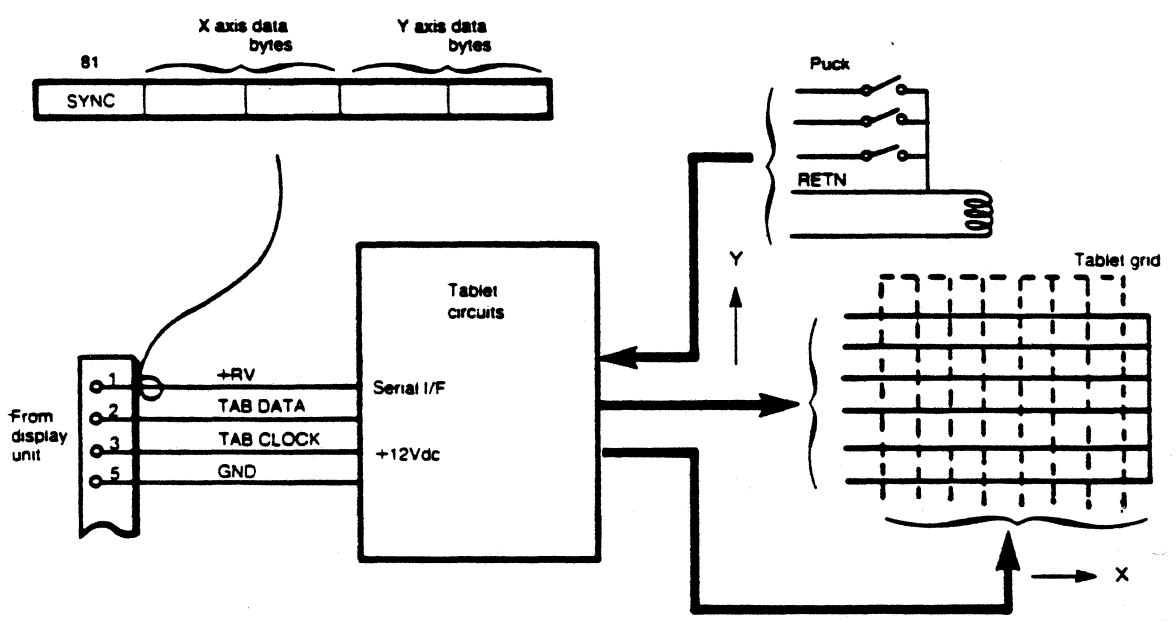 X axis data
bytes
Y axis data
bytes
81
SYNC
Puck
RETN
Y
Tablet grid
Tablet
circuits
From
display
unit
1
+RV
Serial I/F
2
TAB DATA
3
TAB CLOCK
+12Vdc
5
GND
X